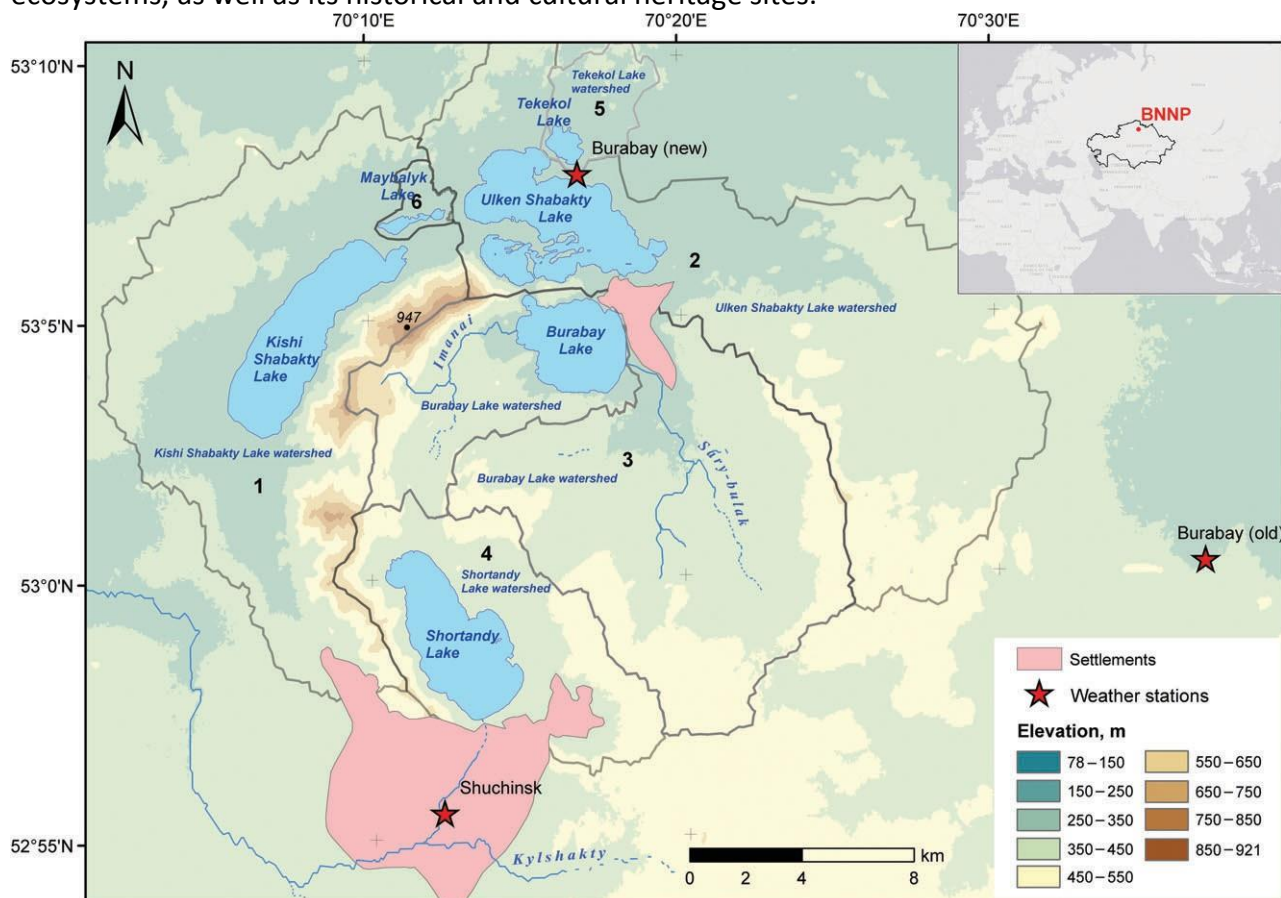 ecosystems, as well as its historical and cultural heritage sites.
70°10'E
70°20'E
70°30'E
53°10'N
53°5'N
53°0'N
52°55'N
N
BNNP
Tekekol Lake
watershed
5
Tekekol
Lake
Burabay (new)
Maybalyk
Lake
6
Ulken Shabakty
Lake
2
Ulken Shabakty Lake watershed
947
Imanai
Burabay
Lake
Kishi
Shabakty
Lake
Burabay Lake watershed
Kishi Shabakty Lake watershed
1
3
Burabay Lake watershed
Sary-bulak
Burabay (old)
4
Shortandy
Lake watershed
Shortandy
Lake
Shuchinsk
Kylshakty
km
0 2 4 8
Settlements
Weather stations
Elevation, m
78–150
150–250
250–350
350–450
450–550
550–650
650–750
750–850
850–921